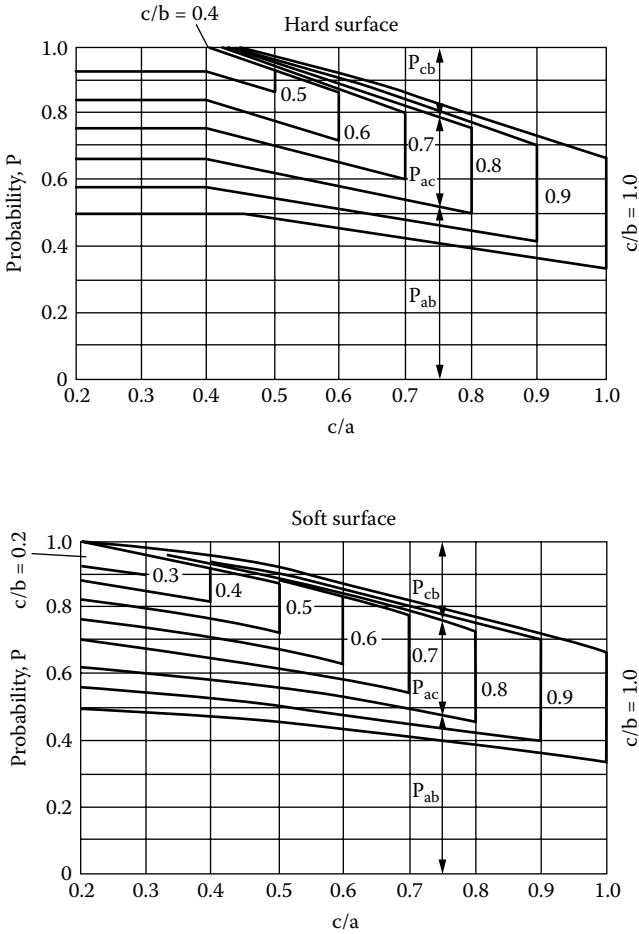 c/b = 0.4
Hard surface
Probability, P
1.0
0.8
0.6
0.4
0.2
0
P_cb
0.5
0.6
0.7
P_ac
0.8
0.9
P_ab
c/b = 1.0
0.2 0.3 0.4 0.5 0.6 0.7 0.8 0.9 1.0
c/a
Soft surface
c/b = 0.2
Probability, P
1.0
0.8
0.6
0.4
0.2
0
P_cb
0.3
0.4
0.5
0.6
0.7
P_ac
0.8
0.9
P_ab
c/b = 1.0
0.2 0.3 0.4 0.5 0.6 0.7 0.8 0.9 1.0
c/a